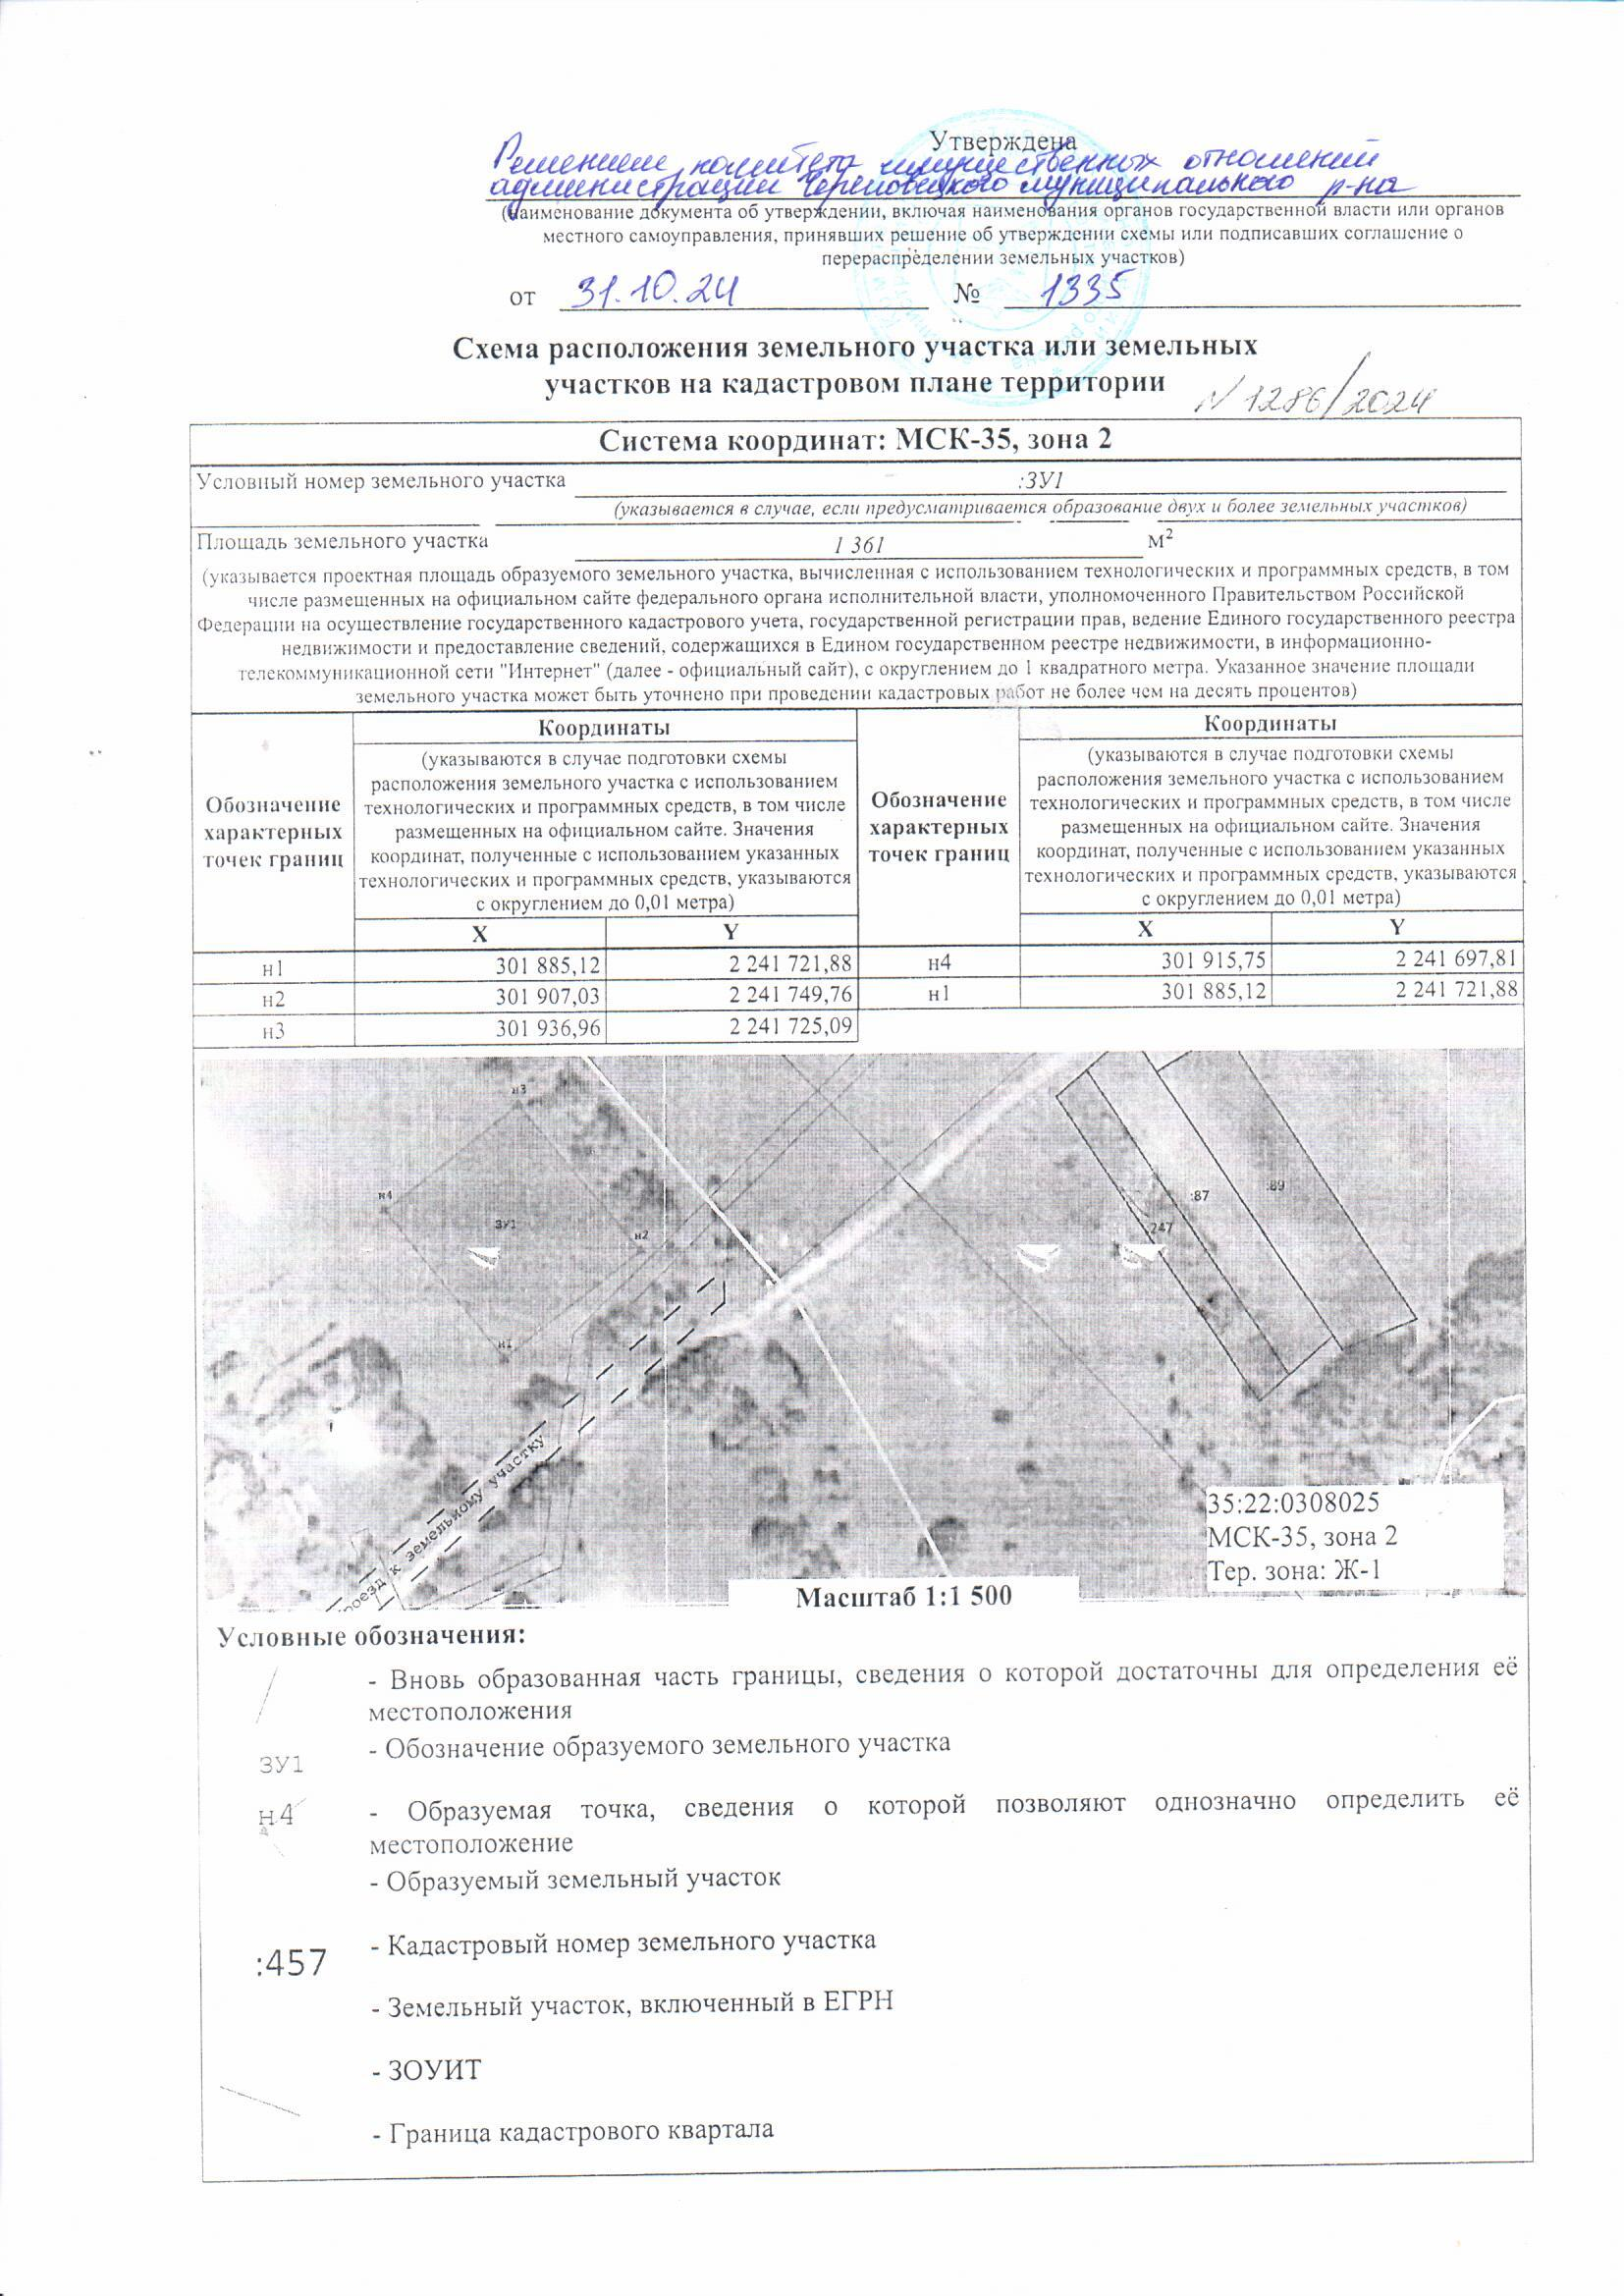 Утверждена
Решением комитета имущественных отношений
администрации Череповецкого муниципального р-на
(наименование документа об утверждении, включая наименования органов государственной власти или органов
местного самоуправления, принявших решение об утверждении схемы или подписавших соглашение о
перераспределении земельных участков)
от 31.10.24 № 1335
Схема расположения земельного участка или земельных
участков на кадастровом плане территории
N 1286/2024
Система координат: МСК-35, зона 2
Условный номер земельного участка :ЗУ1
(указывается в случае, если предусматривается образование двух и более земельных участков)
Площадь земельного участка 1 361 м²
(указывается проектная площадь образуемого земельного участка, вычисленная с использованием технологических и программных средств, в том
числе размещенных на официальном сайте федерального органа исполнительной власти, уполномоченного Правительством Российской
Федерации на осуществление государственного кадастрового учета, государственной регистрации прав, ведение Единого государственного реестра
недвижимости и предоставление сведений, содержащихся в Едином государственном реестре недвижимости, в информационно-
телекоммуникационной сети "Интернет" (далее - официальный сайт), с округлением до 1 квадратного метра. Указанное значение площади
земельного участка может быть уточнено при проведении кадастровых работ не более чем на десять процентов)
Обозначение
характерных
точек границ
Координаты
(указываются в случае подготовки схемы
расположения земельного участка с использованием
технологических и программных средств, в том числе
размещенных на официальном сайте. Значения
координат, полученные с использованием указанных
технологических и программных средств, указываются
с округлением до 0,01 метра)
X Y
Обозначение
характерных
точек границ
Координаты
(указываются в случае подготовки схемы
расположения земельного участка с использованием
технологических и программных средств, в том числе
размещенных на официальном сайте. Значения
координат, полученные с использованием указанных
технологических и программных средств, указываются
с округлением до 0,01 метра)
X Y
н1 301 885,12 2 241 721,88 н4 301 915,75 2 241 697,81
н2 301 907,03 2 241 749,76 н1 301 885,12 2 241 721,88
н3 301 936,96 2 241 725,09
н3
н4
ЗУ1
н2
н1
:87
:89
247
проезд к земельному участку
35:22:0308025
МСК-35, зона 2
Тер. зона: Ж-1
Масштаб 1:1 500
Условные обозначения:
- Вновь образованная часть границы, сведения о которой достаточны для определения её
местоположения
ЗУ1 - Обозначение образуемого земельного участка
н4 - Образуемая точка, сведения о которой позволяют однозначно определить её
местоположение
- Образуемый земельный участок
:457 - Кадастровый номер земельного участка
- Земельный участок, включенный в ЕГРН
- ЗОУИТ
- Граница кадастрового квартала